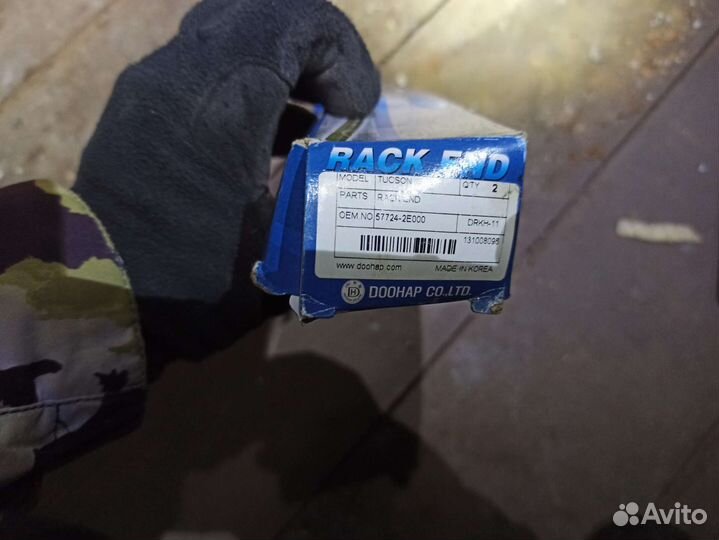 RACK END
MODEL TUCSON QTY 2
PARTS RACK END
OEM NO 57724-2E000 DRKH-11
131008095
www.doohap.com MADE IN KOREA
DH DOOHAP CO.,LTD.
Avito